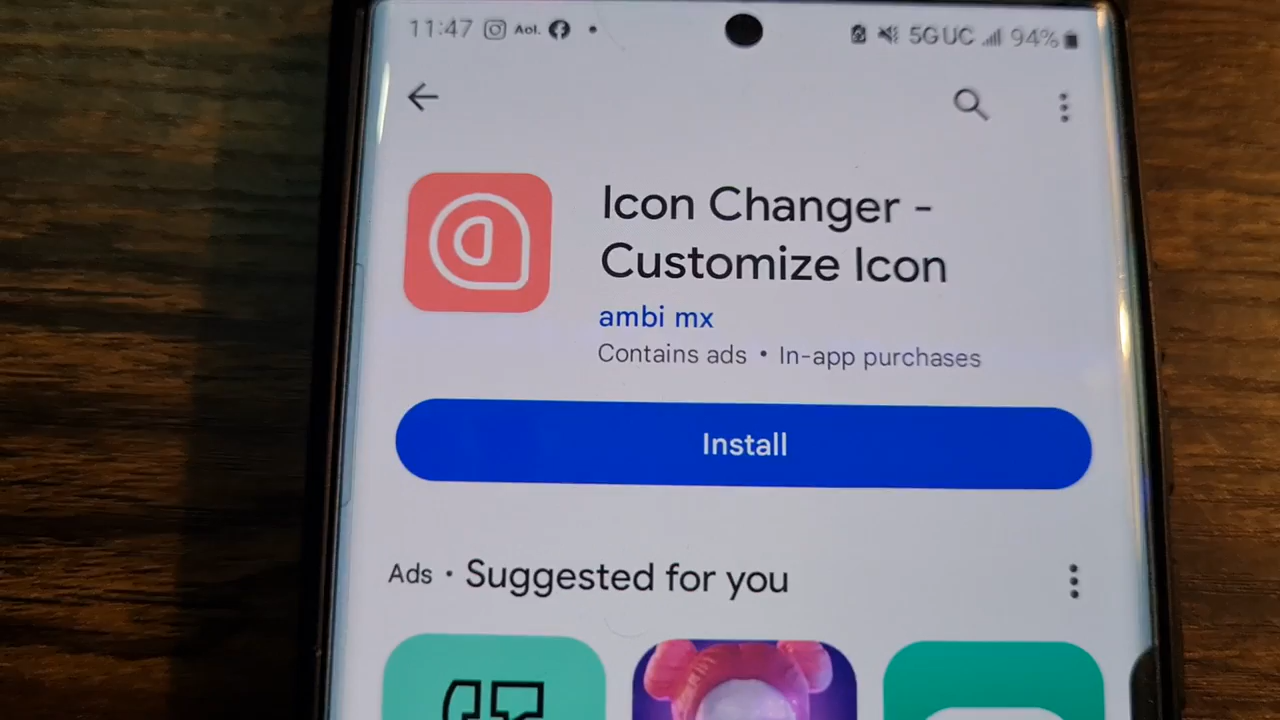 11:47 Aol. 5G UC 94%
Icon Changer -
Customize Icon
ambi mx
Contains ads • In-app purchases
Install
Ads • Suggested for you